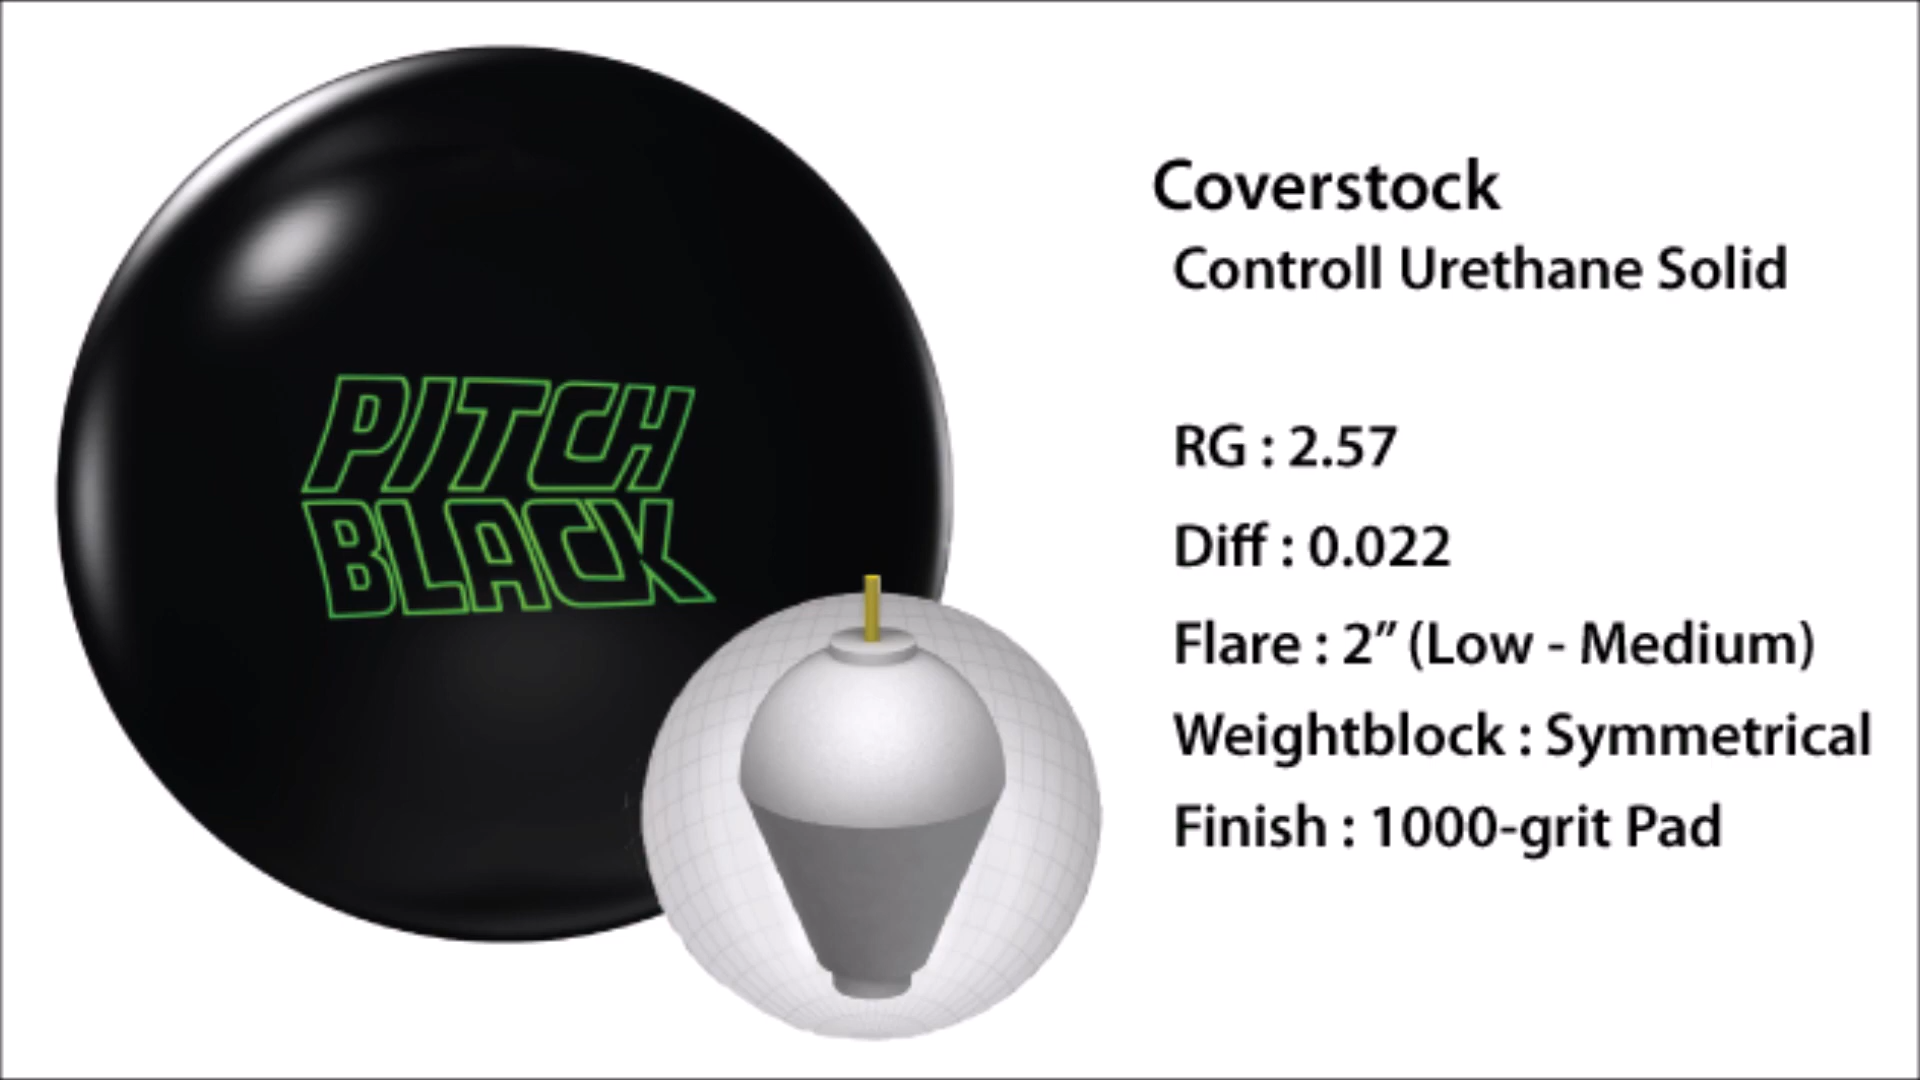 PITCH
BLACK
Coverstock
Controll Urethane Solid
RG : 2.57
Diff : 0.022
Flare : 2” (Low - Medium)
Weightblock : Symmetrical
Finish : 1000-grit Pad